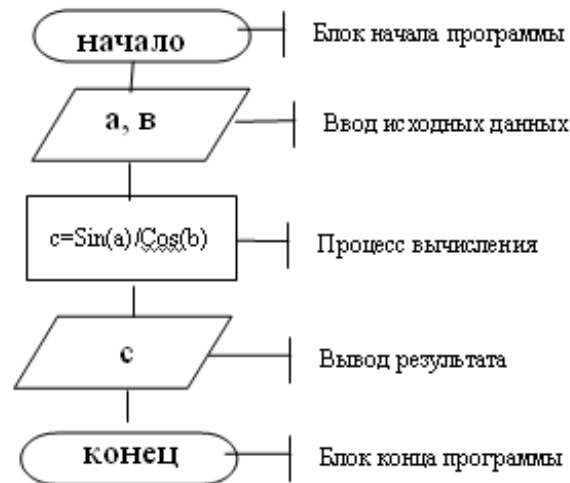 начало
Блок начала программы
а, в
Ввод исходных данных
c=Sin(a)/Cos(b)
Процесс вычисления
с
Вывод результата
конец
Блок конца программы